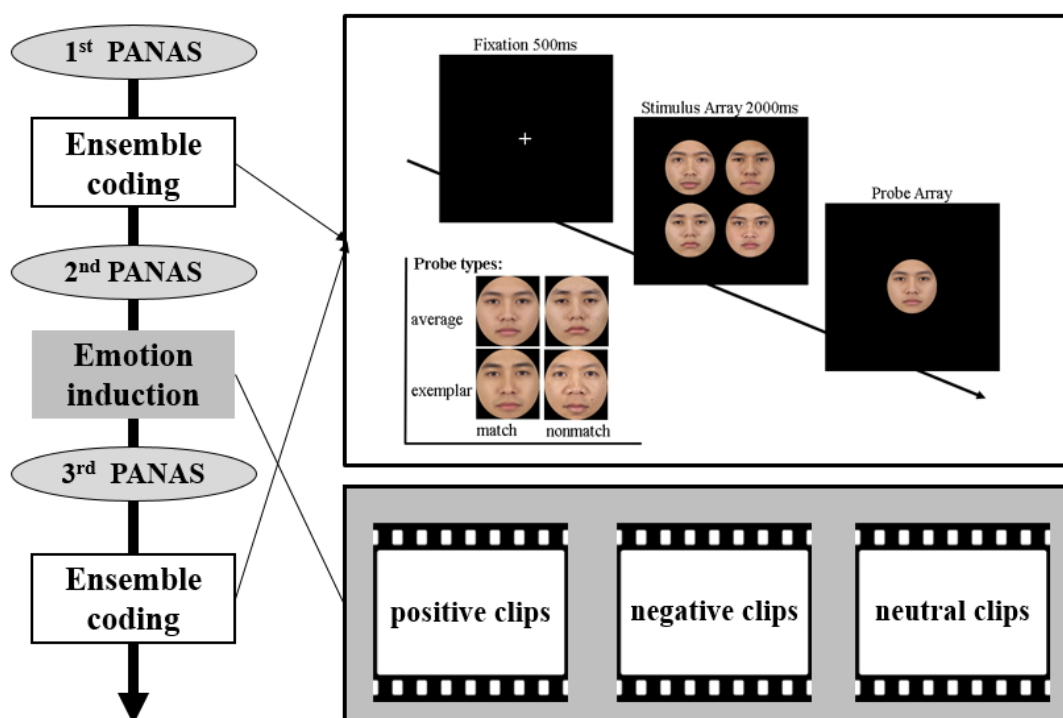 1st PANAS
Ensemble
coding
2nd PANAS
Emotion
induction
3rd PANAS
Ensemble
coding
Fixation 500ms
Stimulus Array 2000ms
Probe Array
Probe types:
average
exemplar
match nonmatch
positive clips
negative clips
neutral clips